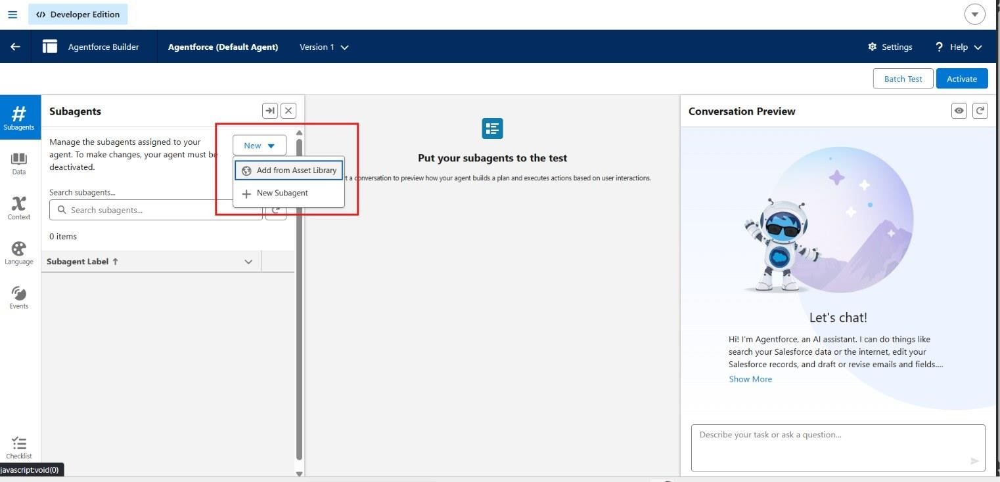 Developer Edition
Agentforce Builder
Agentforce (Default Agent)
Version 1
Settings
Help
Batch Test
Activate
Subagents
Data
Context
Language
Events
Checklist
javascript:void(0)
Subagents
Manage the subagents assigned to your
agent. To make changes, your agent must be
deactivated.
New
Add from Asset Library
New Subagent
Search subagents...
Search subagents...
0 items
Subagent Label
Put your subagents to the test
t a conversation to preview how your agent builds a plan and executes actions based on user interactions.
Conversation Preview
Let's chat!
Hi! I'm Agentforce, an AI assistant. I can do things like
search your Salesforce data or the internet, edit your
Salesforce records, and draft or revise emails and fields....
Show More
Describe your task or ask a question...